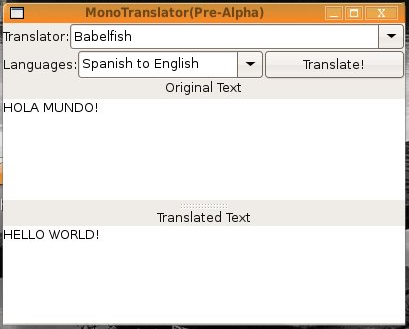 MonoTranslator(Pre-Alpha)
Translator: Babelfish
Languages: Spanish to English Translate!
Original Text
HOLA MUNDO!
Translated Text
HELLO WORLD!